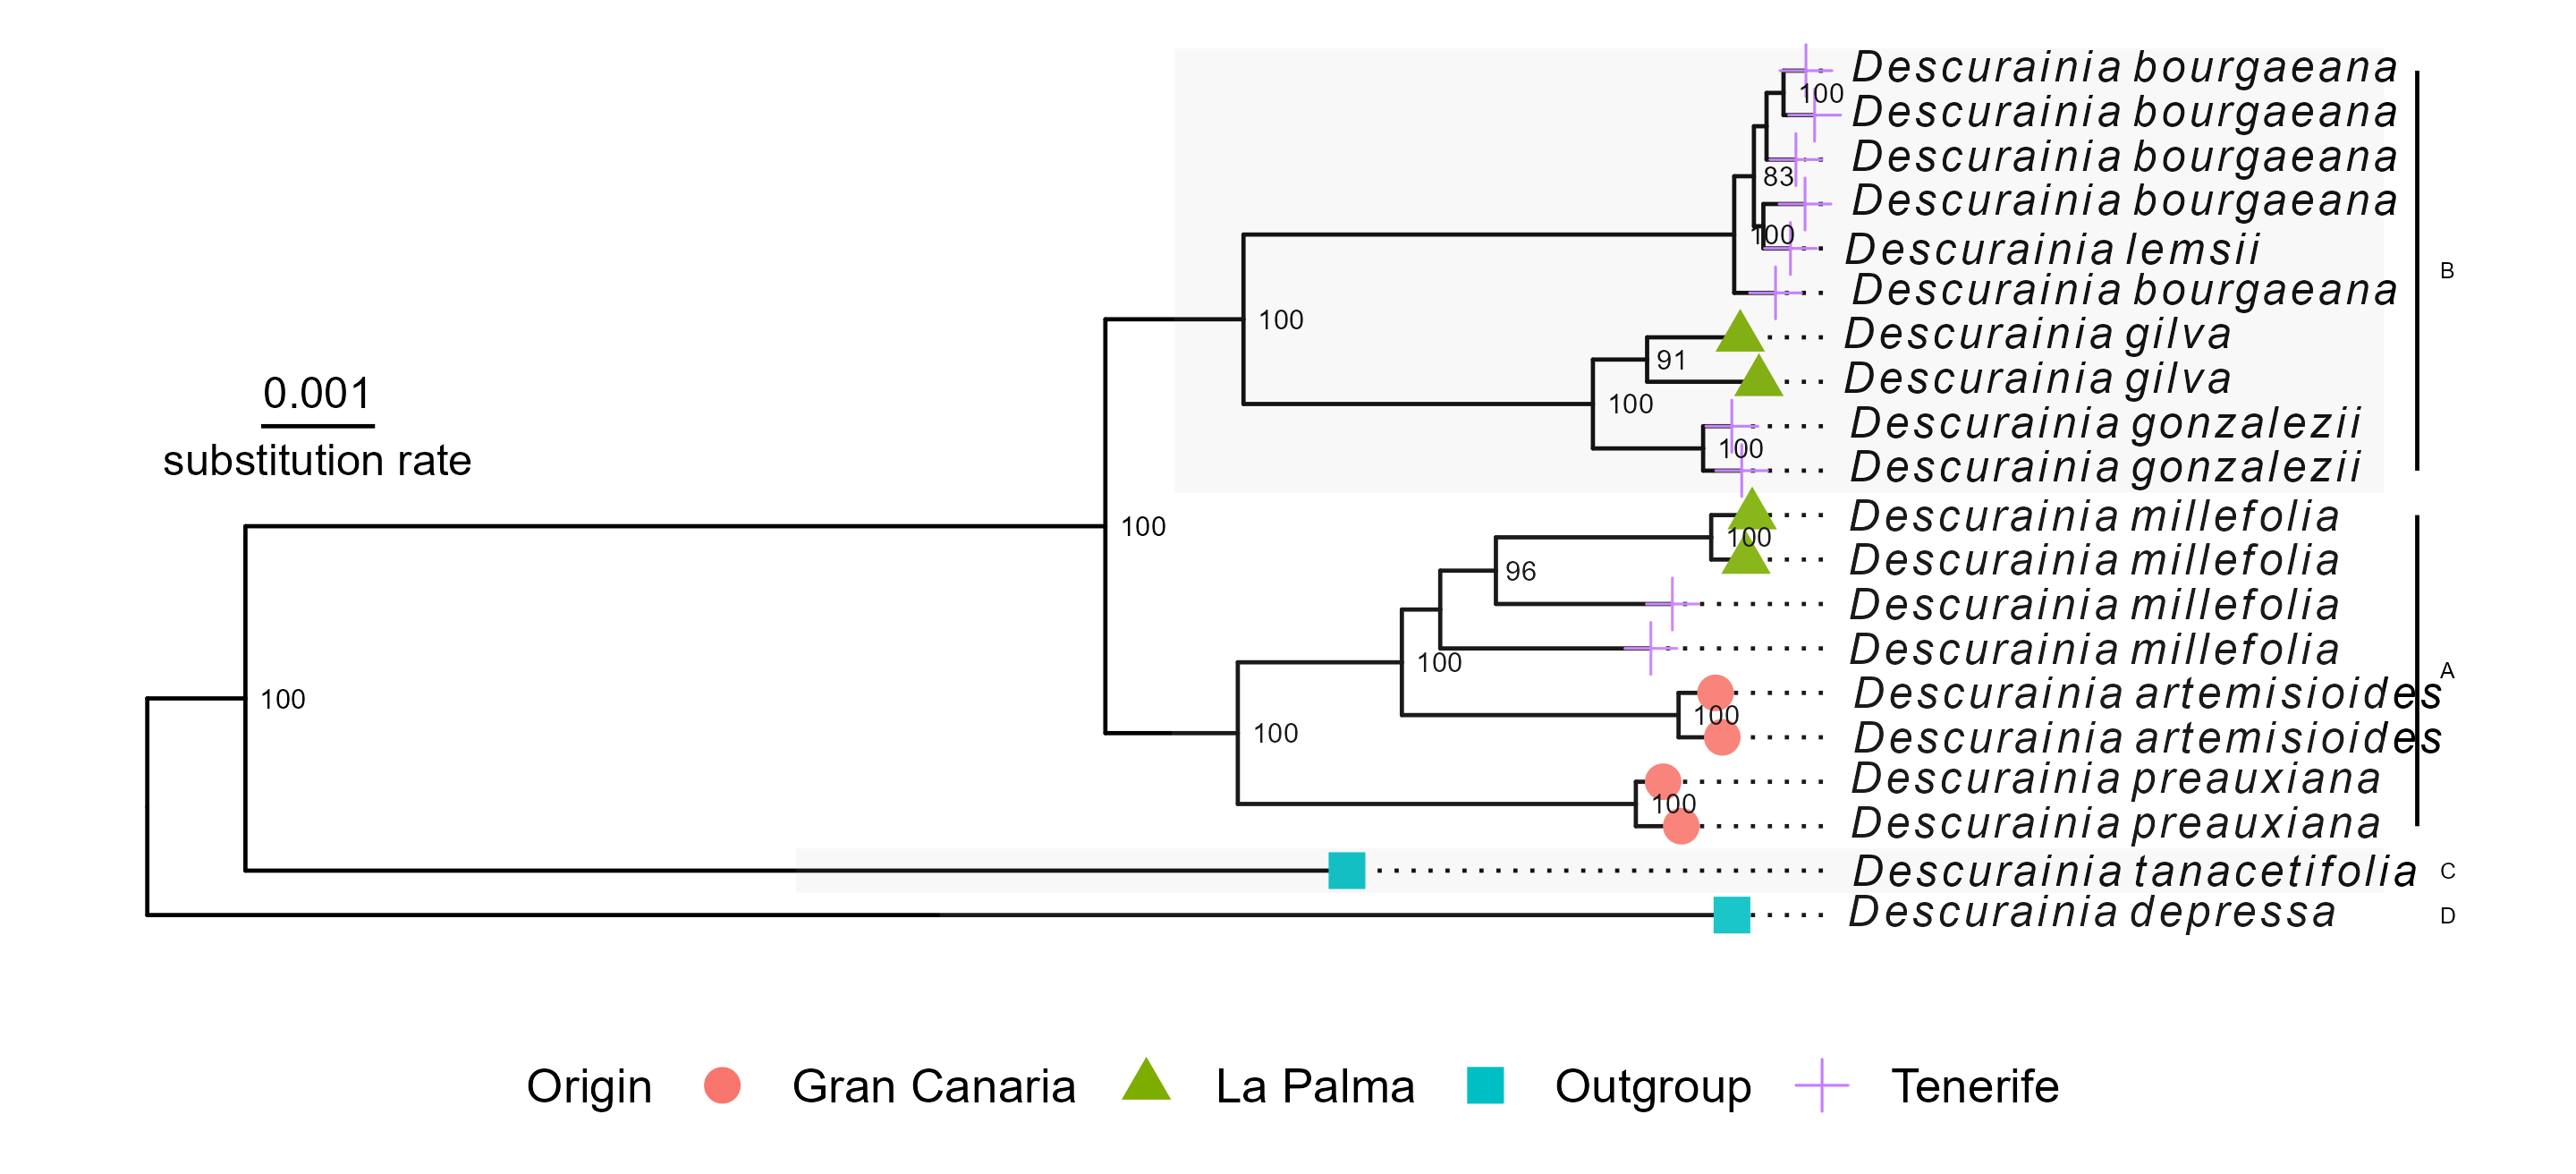 Descurainia bourgaeana
100
Descurainia bourgaeana
Descurainia bourgaeana
83
Descurainia bourgaeana
100
Descurainia lemsii
B
Descurainia bourgaeana
100
Descurainia gilva
91
Descurainia gilva
0.001
100
Descurainia gonzalezii
100
substitution rate
Descurainia gonzalezii
Descurainia millefolia
100
100
Descurainia millefolia
96
Descurainia millefolia
Descurainia millefolia
100
A
100
Descurainia artemisioides
100
100
Descurainia artemisioides
Descurainia preauxiana
100
Descurainia preauxiana
Descurainia tanacetifolia C
Descurainia depressa D
Origin Gran Canaria La Palma Outgroup Tenerife